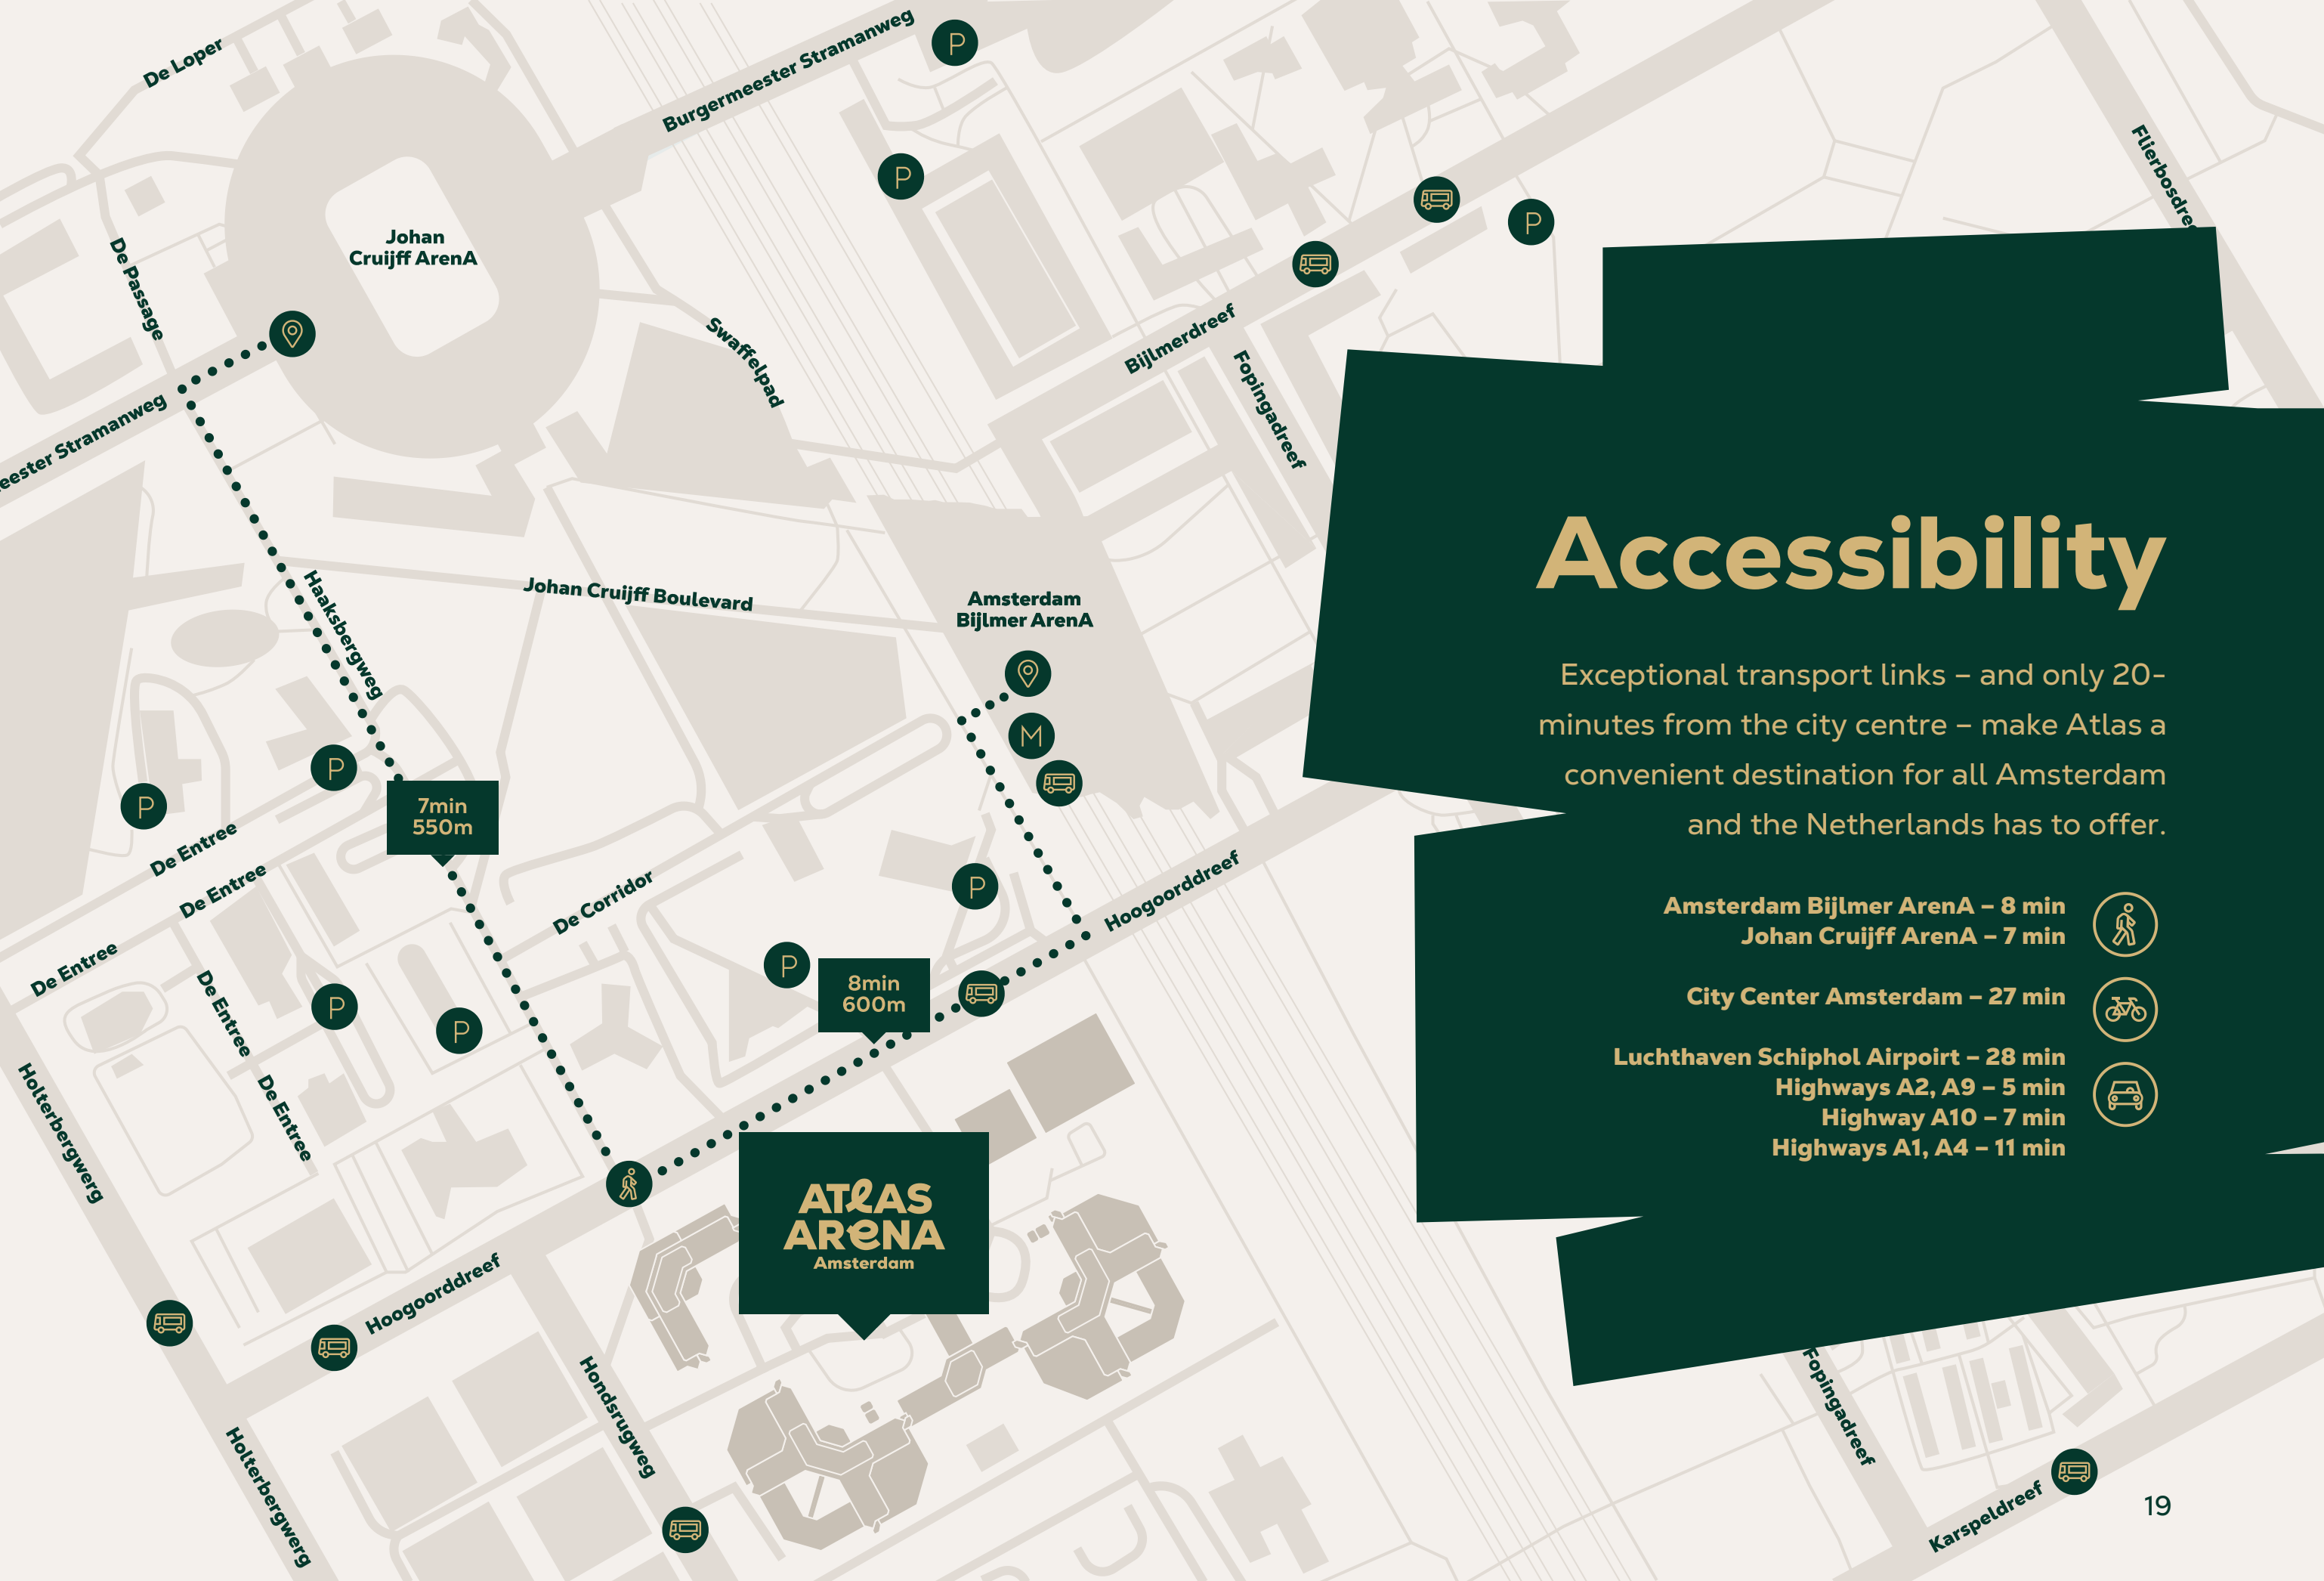 De Loper
Burgermeester Stramanweg
P
P
Flierbosdree
P
De Passage
Johan
Cruijff ArenA
Swaffelpad
Bijlmerdreef
Fopingadreef
eester Stramanweg
Haaksbergweg
Johan Cruijff Boulevard
Amsterdam
Bijlmer ArenA
M
P
P
7min
550m
De Entree
De Entree
De Entree
De Entree
De Entree
De Corridor
P
P
8min
600m
Hoogoorddreef
P
P
Holterbergwerg
Hoogoorddreef
ATLAS
ARENA
Amsterdam
Hondsrugweg
Holterbergwerg
Accessibility
Exceptional transport links – and only 20-
minutes from the city centre – make Atlas a
convenient destination for all Amsterdam
and the Netherlands has to offer.
Amsterdam Bijlmer ArenA – 8 min
Johan Cruijff ArenA – 7 min
City Center Amsterdam – 27 min
Luchthaven Schiphol Airpoirt – 28 min
Highways A2, A9 – 5 min
Highway A10 – 7 min
Highways A1, A4 – 11 min
Fopingadreef
Karspeldreef
19